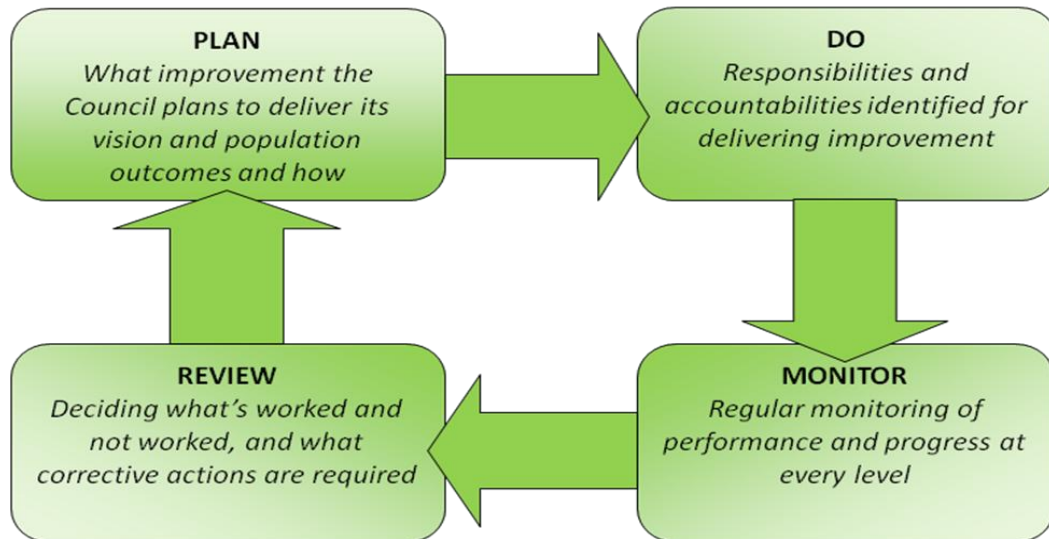 PLAN
What improvement the
Council plans to deliver its
vision and population
outcomes and how
DO
Responsibilities and
accountabilities identified for
delivering improvement
MONITOR
Regular monitoring of
performance and progress at
every level
REVIEW
Deciding what's worked and
not worked, and what
corrective actions are required